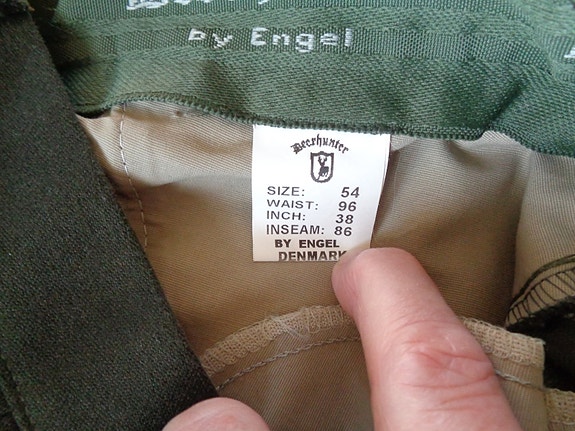 by Engel
Deerhunter
SIZE: 54
WAIST: 96
INCH: 38
INSEAM: 86
BY ENGEL
DENMARK